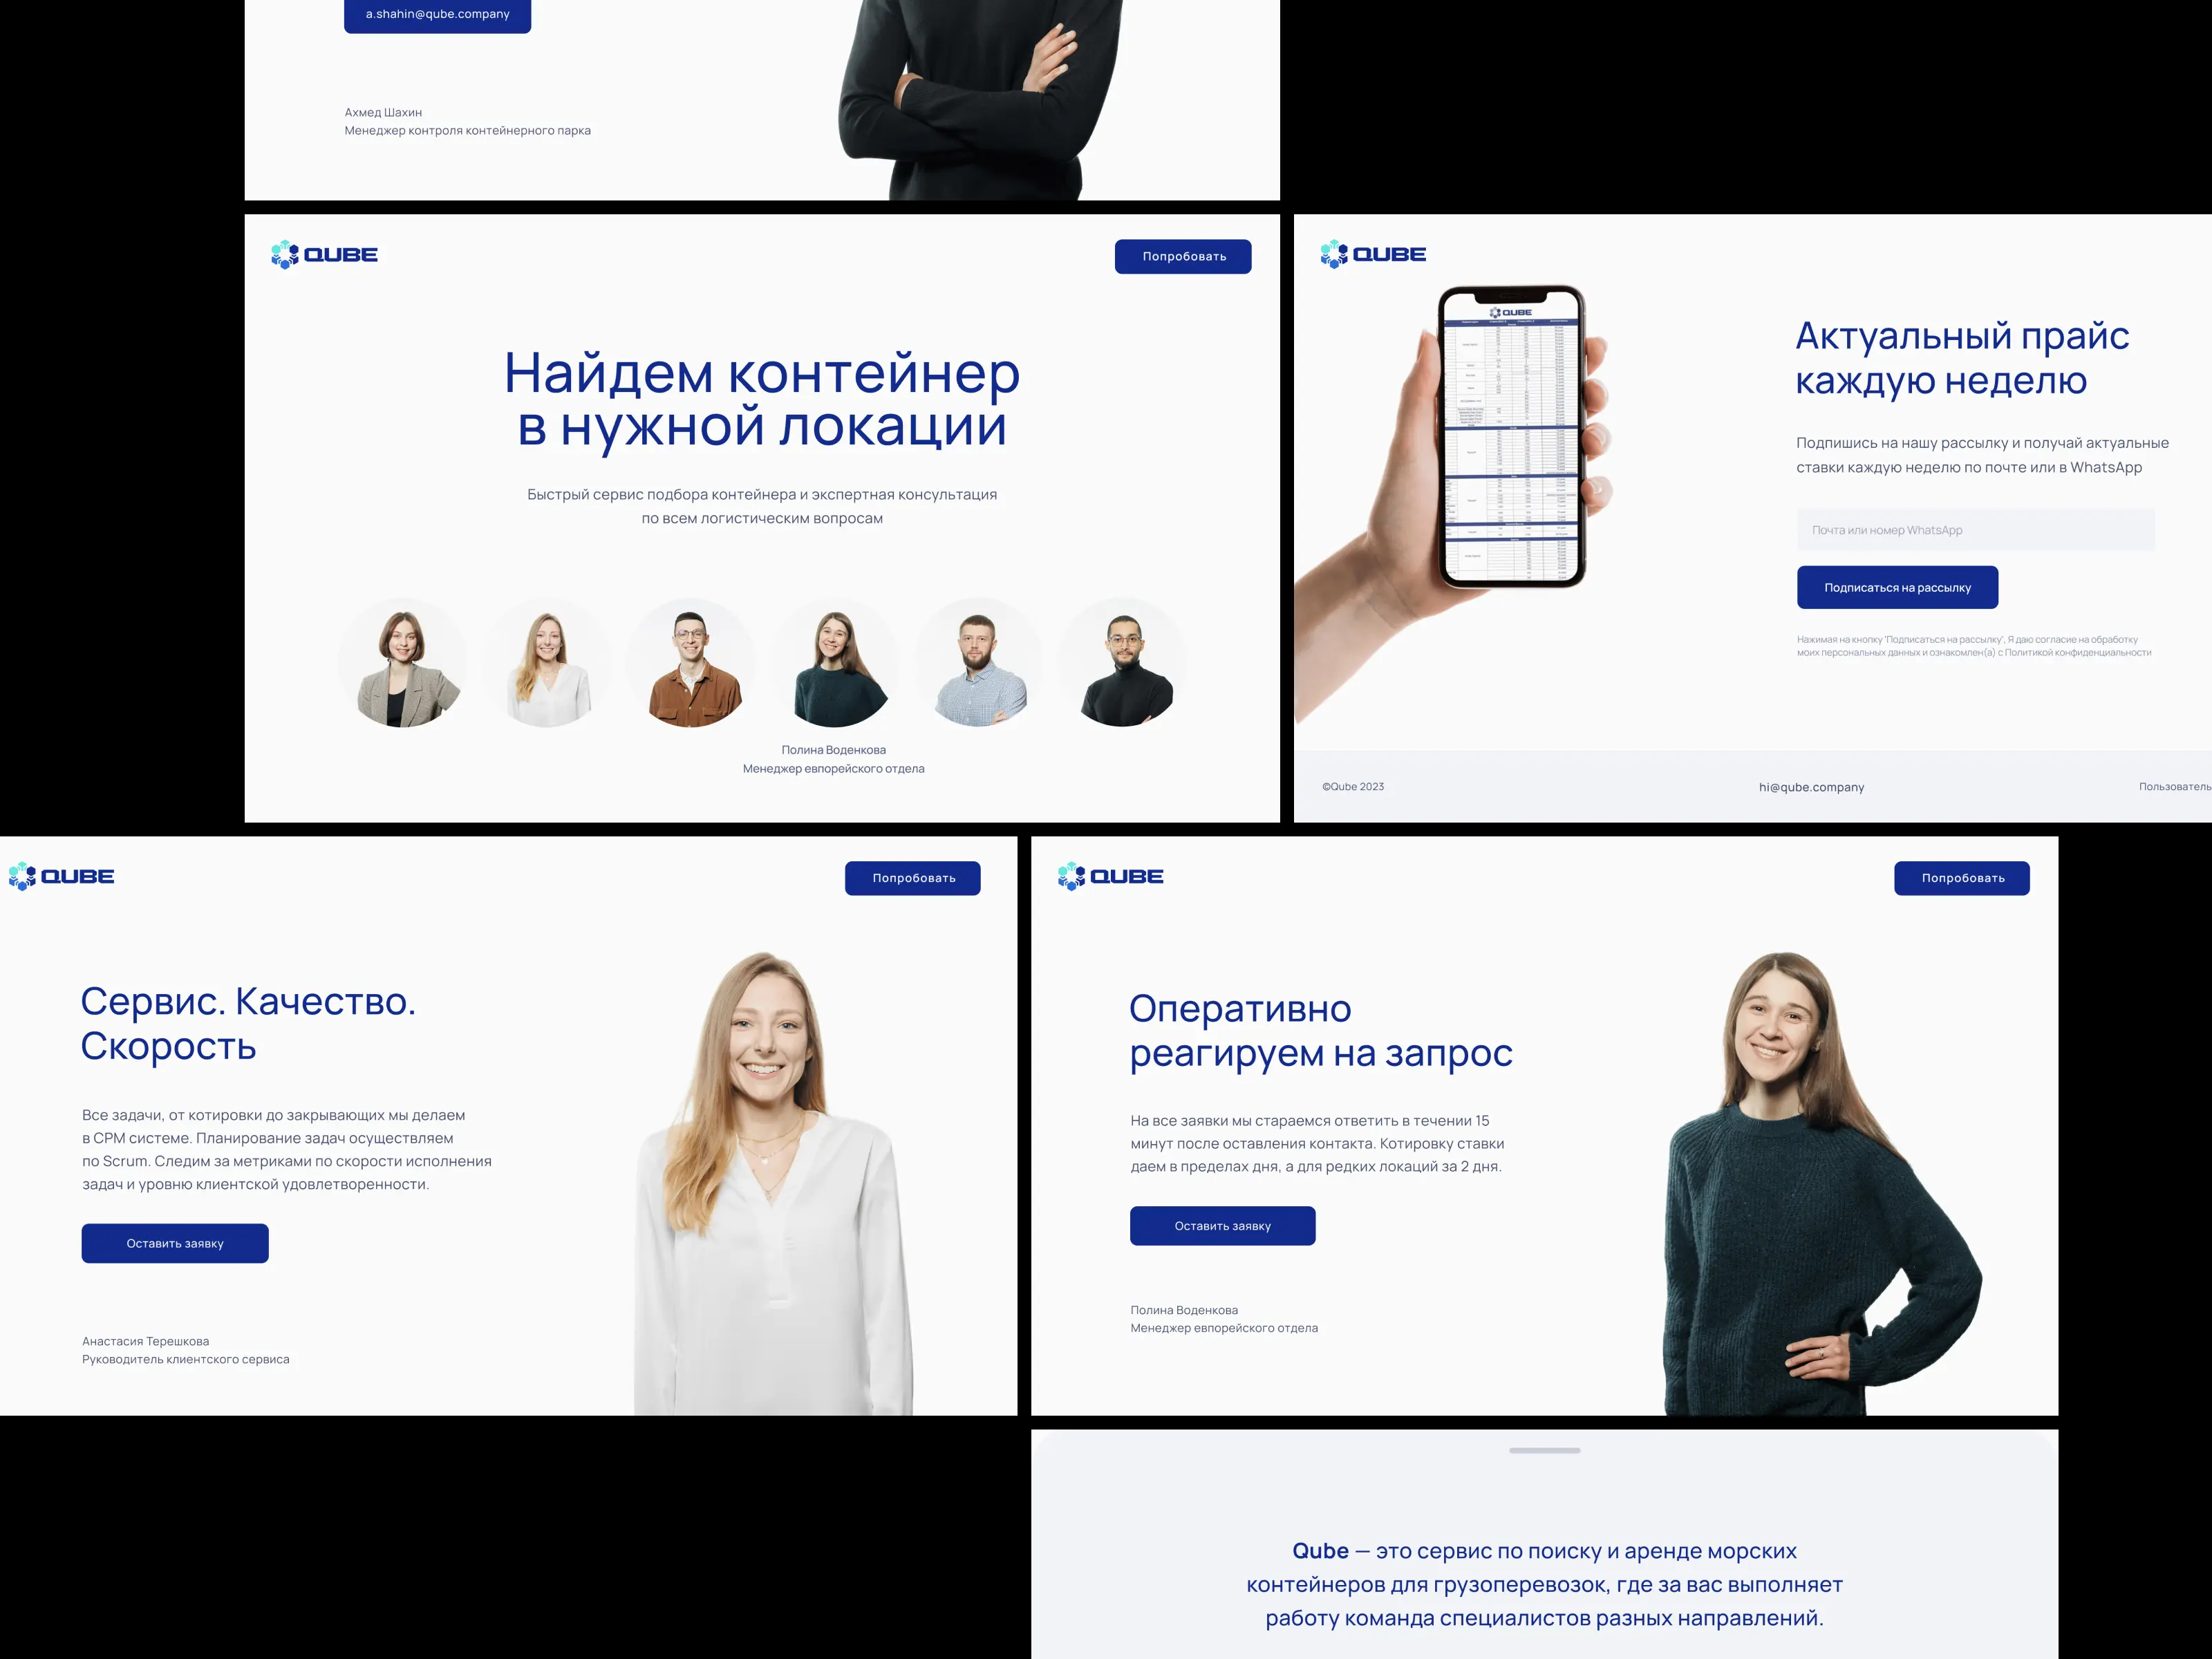 a.shahin@qube.company
Ахмед Шахин
Менеджер контроля контейнерного парка
QUBE
Попробовать
Найдем контейнер
в нужной локации
Быстрый сервис подбора контейнера и экспертная консультация
по всем логистическим вопросам
Полина Воденкова
Менеджер евпорейского отдела
QUBE
QUBE
Актуальный прайс
каждую неделю
Подпишись на нашу рассылку и получай актуальные
ставки каждую неделю по почте или в WhatsApp
Почта или номер WhatsApp
Подписаться на рассылку
Нажимая на кнопку 'Подписаться на рассылку', Я даю согласие на обработку
моих персональных данных и ознакомлен(а) с Политикой конфиденциальности
©Qube 2023
hi@qube.company
Пользователь
QUBE
Попробовать
Сервис. Качество.
Скорость
Все задачи, от котировки до закрывающих мы делаем
в СРМ системе. Планирование задач осуществляем
по Scrum. Следим за метриками по скорости исполнения
задач и уровню клиентской удовлетворенности.
Оставить заявку
Анастасия Терешкова
Руководитель клиентского сервиса
QUBE
Попробовать
Оперативно
реагируем на запрос
На все заявки мы стараемся ответить в течении 15
минут после оставления контакта. Котировку ставки
даем в пределах дня, а для редких локаций за 2 дня.
Оставить заявку
Полина Воденкова
Менеджер евпорейского отдела
Qube — это сервис по поиску и аренде морских
контейнеров для грузоперевозок, где за вас выполняет
работу команда специалистов разных направлений.